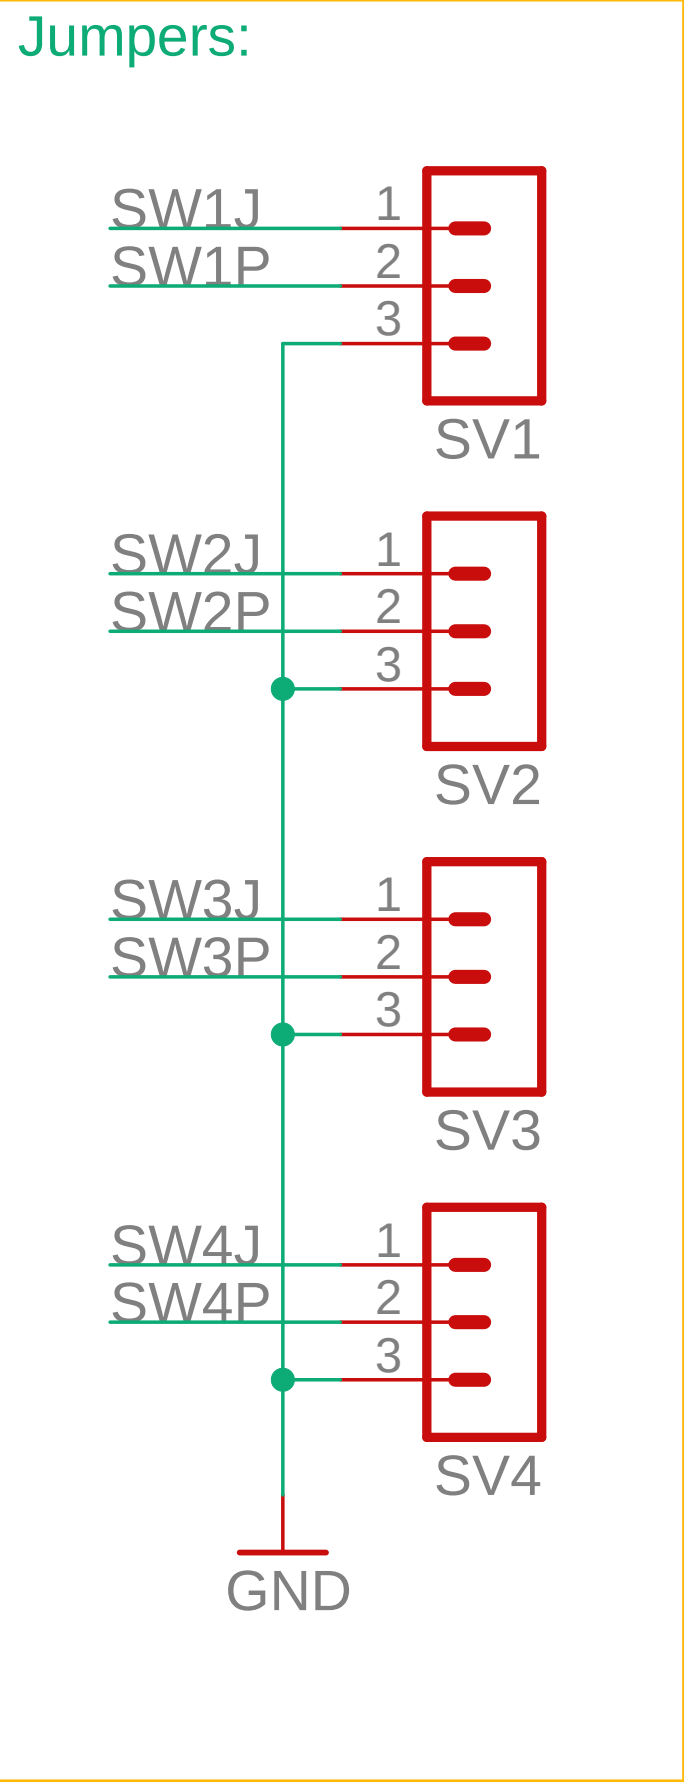 Jumpers:
SW1J 1
SW1P 2
3
SV1
SW2J 1
SW2P 2
3
SV2
SW3J 1
SW3P 2
3
SV3
SW4J 1
SW4P 2
3
SV4
GND